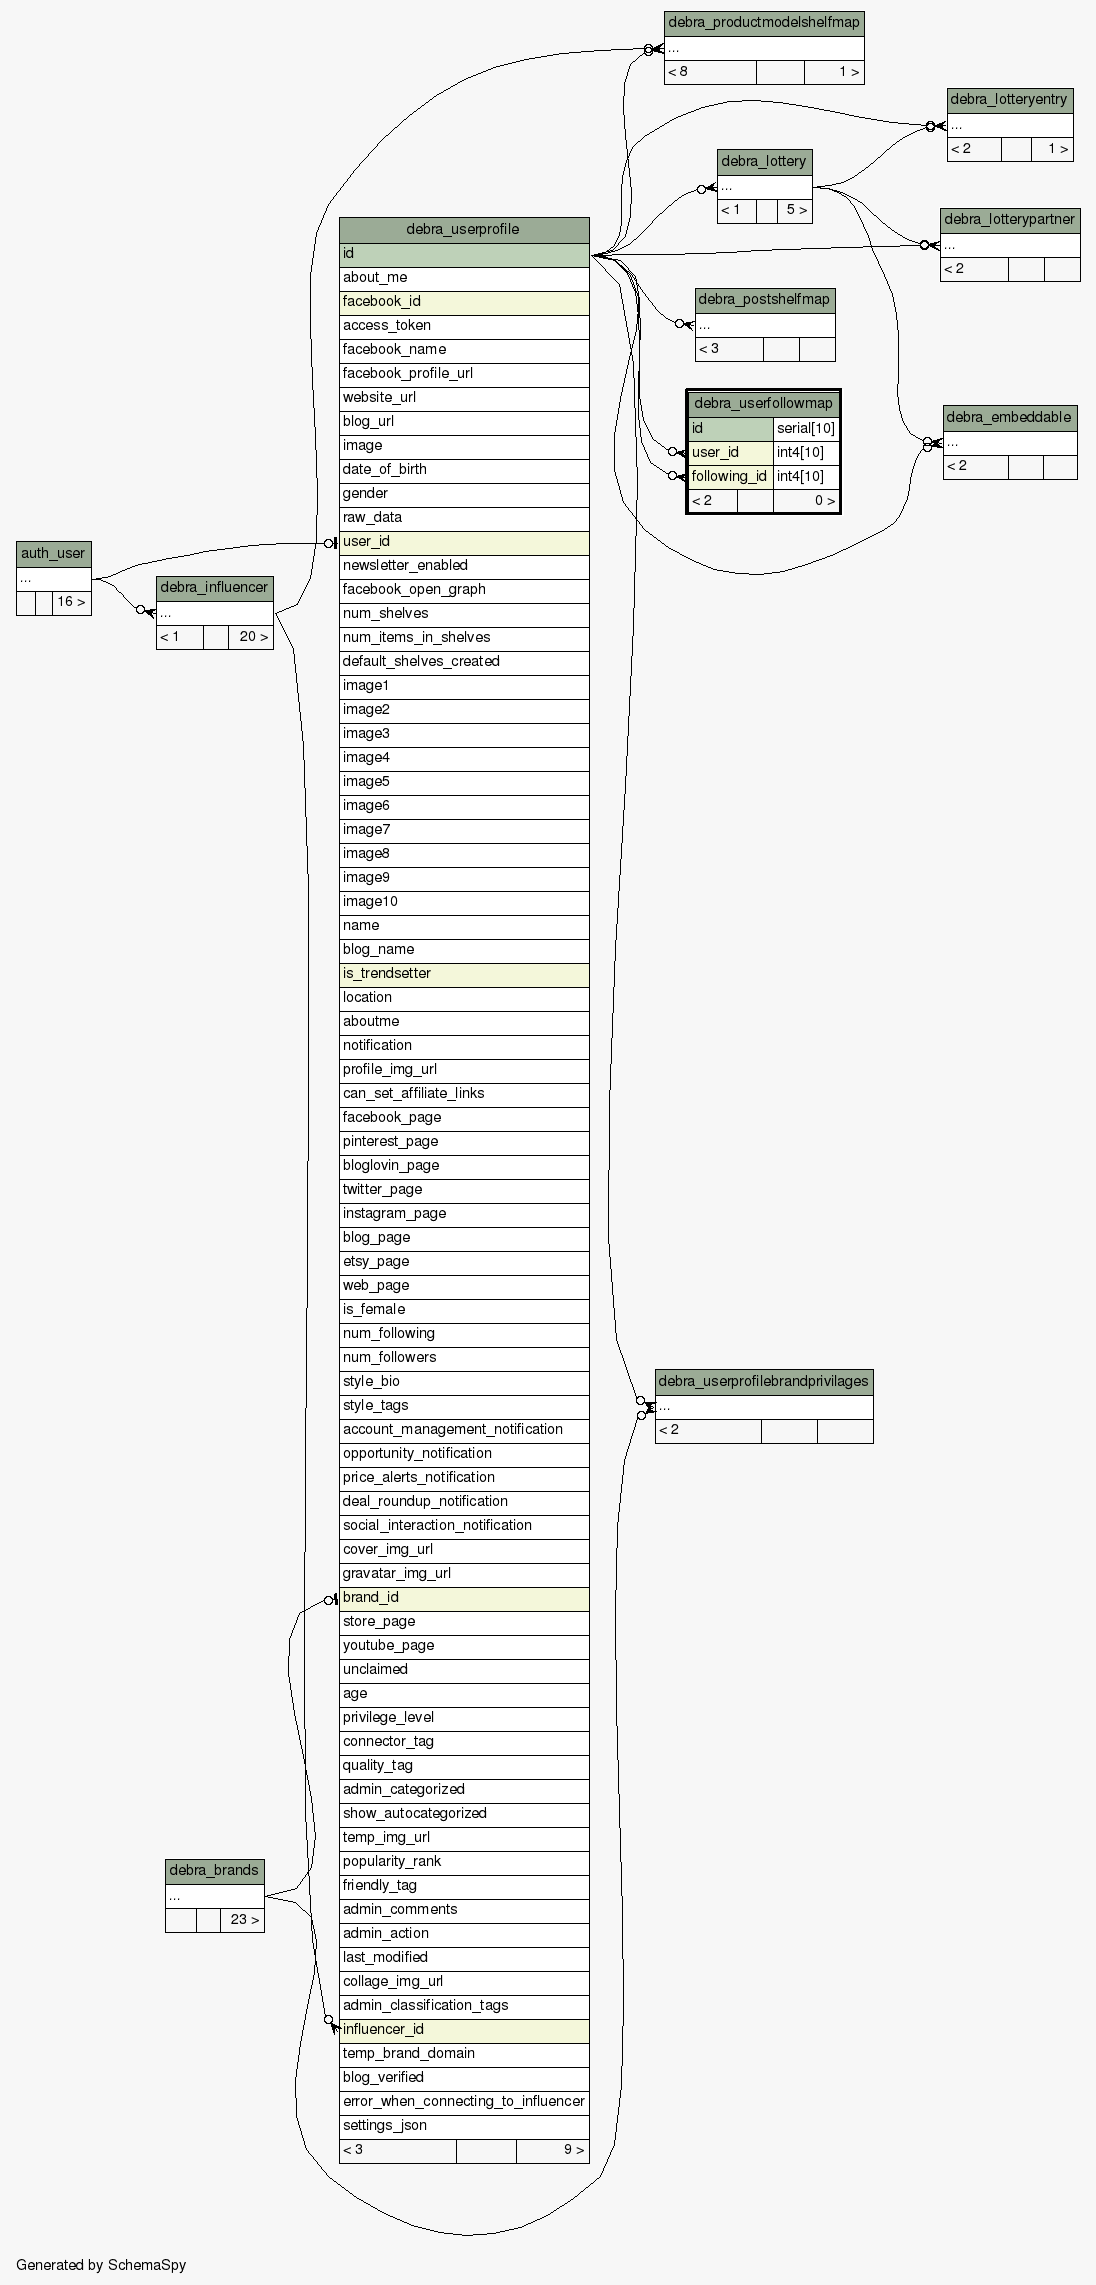 debra_productmodelshelfmap
...
< 8 1 >
debra_lotteryentry
...
< 2 1 >
debra_lottery
...
< 1 5 >
debra_lotterypartner
...
< 2
debra_postshelfmap
...
< 3
debra_userfollowmap
id serial[10]
user_id int4[10]
following_id int4[10]
< 2 0 >
debra_embeddable
...
< 2
auth_user
...
16 >
debra_influencer
...
< 1 20 >
debra_userprofile
id
about_me
facebook_id
access_token
facebook_name
facebook_profile_url
website_url
blog_url
image
date_of_birth
gender
raw_data
user_id
newsletter_enabled
facebook_open_graph
num_shelves
num_items_in_shelves
default_shelves_created
image1
image2
image3
image4
image5
image6
image7
image8
image9
image10
name
blog_name
is_trendsetter
location
aboutme
notification
profile_img_url
can_set_affiliate_links
facebook_page
pinterest_page
bloglovin_page
twitter_page
instagram_page
blog_page
etsy_page
web_page
is_female
num_following
num_followers
style_bio
style_tags
account_management_notification
opportunity_notification
price_alerts_notification
deal_roundup_notification
social_interaction_notification
cover_img_url
gravatar_img_url
brand_id
store_page
youtube_page
unclaimed
age
privilege_level
connector_tag
quality_tag
admin_categorized
show_autocategorized
temp_img_url
popularity_rank
friendly_tag
admin_comments
admin_action
last_modified
collage_img_url
admin_classification_tags
influencer_id
temp_brand_domain
blog_verified
error_when_connecting_to_influencer
settings_json
< 3 9 >
debra_userprofilebrandprivilages
...
< 2
debra_brands
...
23 >
Generated by SchemaSpy